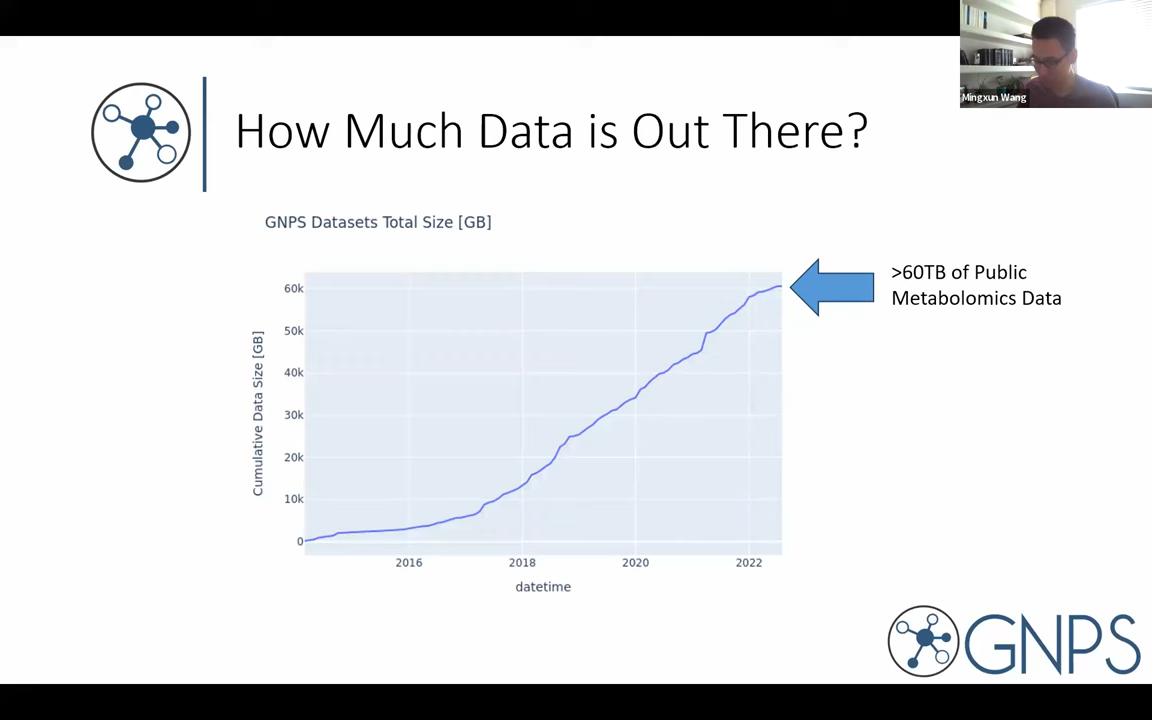 Mingxun Wang
How Much Data is Out There?
GNPS Datasets Total Size [GB]
>60TB of Public
Metabolomics Data
Cumulative Data Size [GB]
60k
50k
40k
30k
20k
10k
0
2016 2018 2020 2022
datetime
GNPS